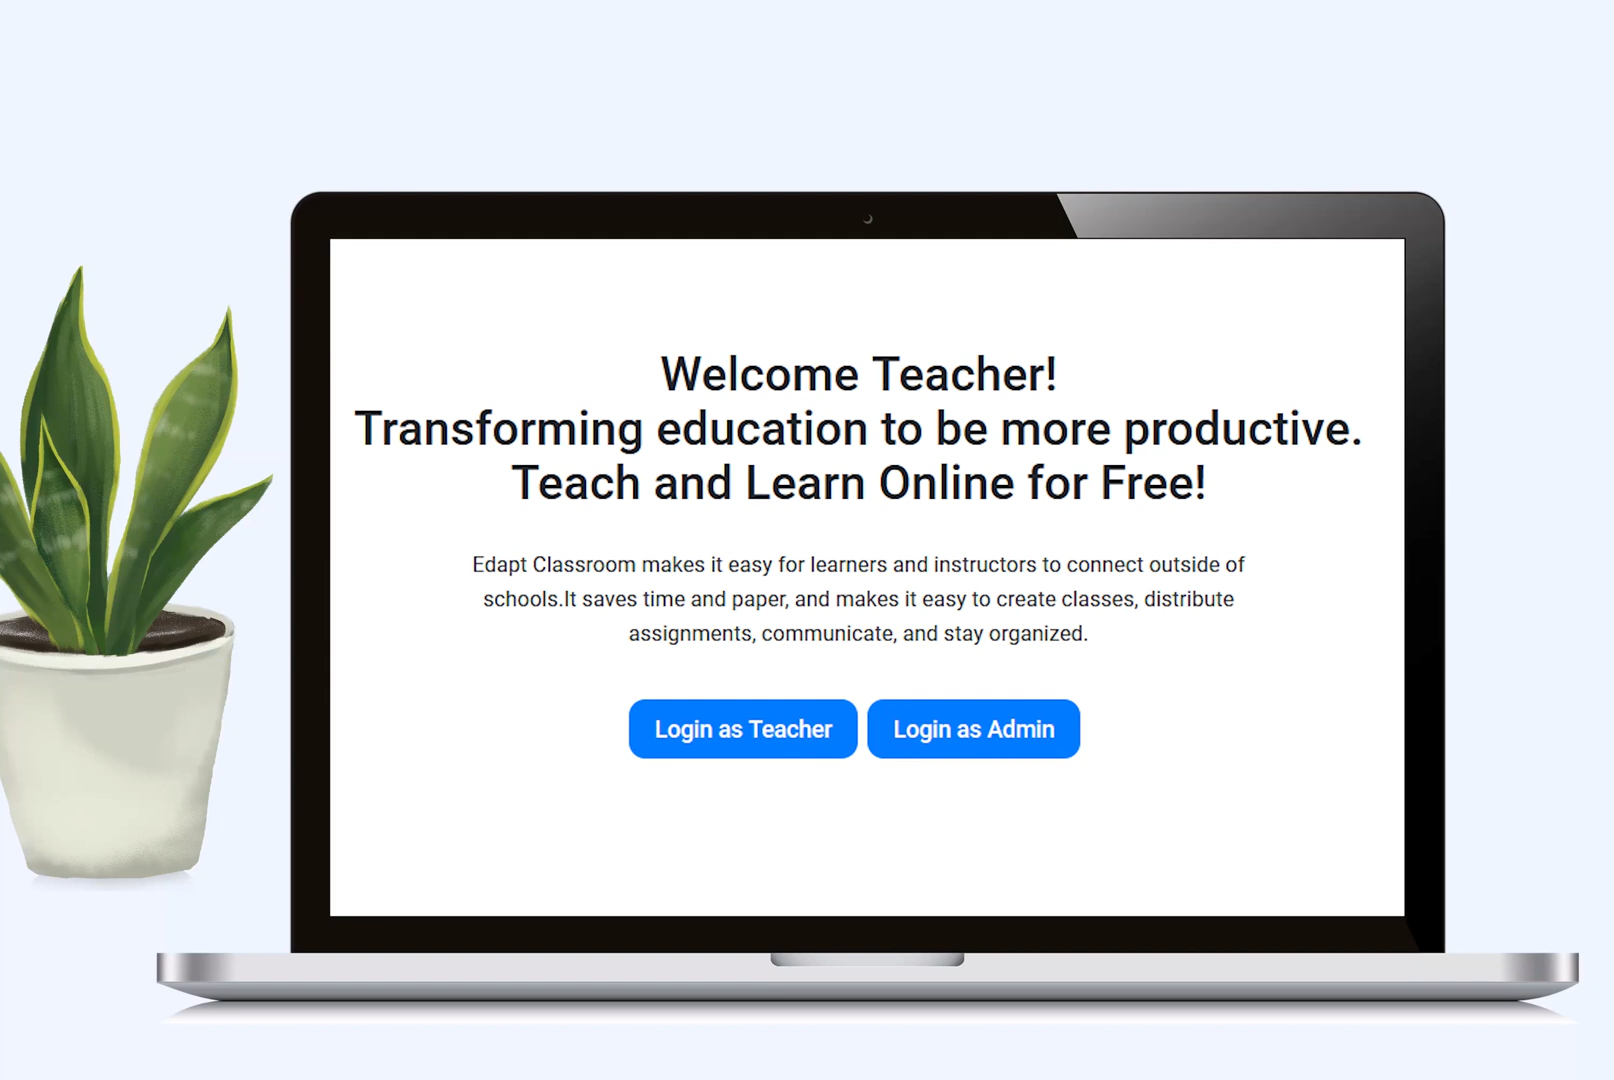 Welcome Teacher!
Transforming education to be more productive.
Teach and Learn Online for Free!
Edapt Classroom makes it easy for learners and instructors to connect outside of
schools.It saves time and paper, and makes it easy to create classes, distribute
assignments, communicate, and stay organized.
Login as Teacher Login as Admin